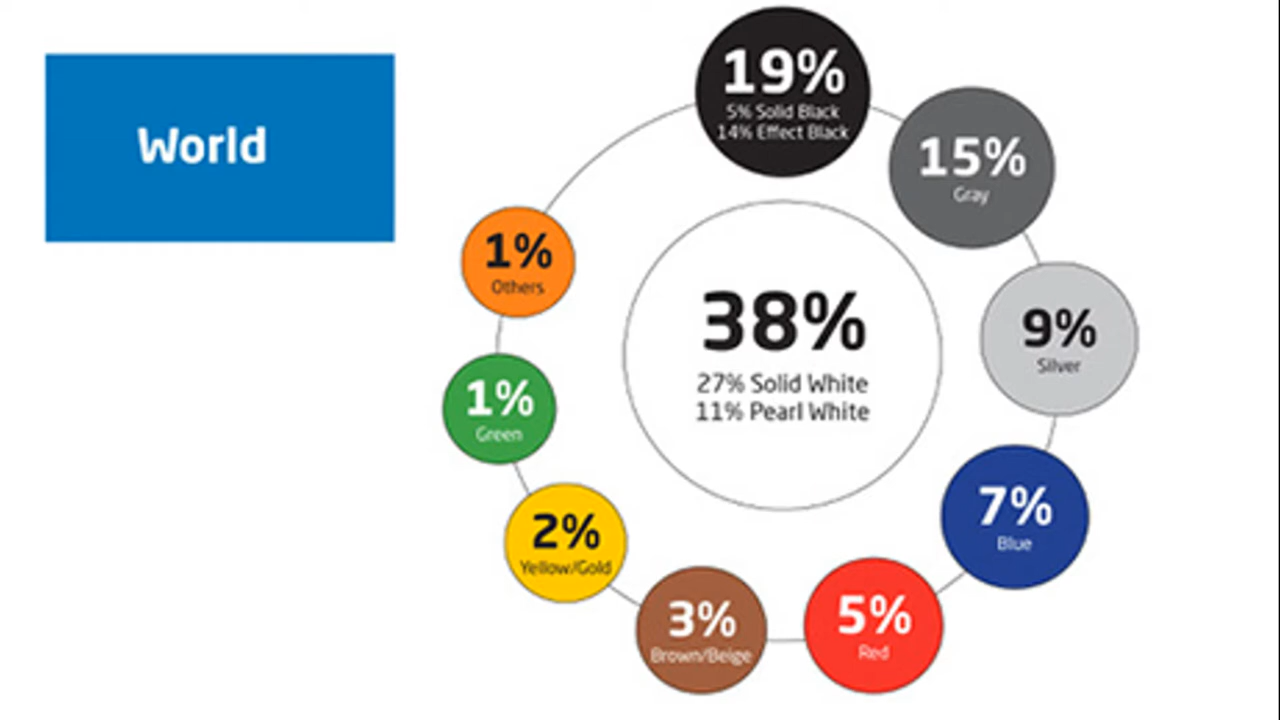 World
19%
5% Solid Black
14% Effect Black
15%
Gray
9%
Silver
7%
Blue
5%
Red
3%
Brown/Beige
2%
Yellow/Gold
1%
Green
1%
Others
38%
27% Solid White
11% Pearl White